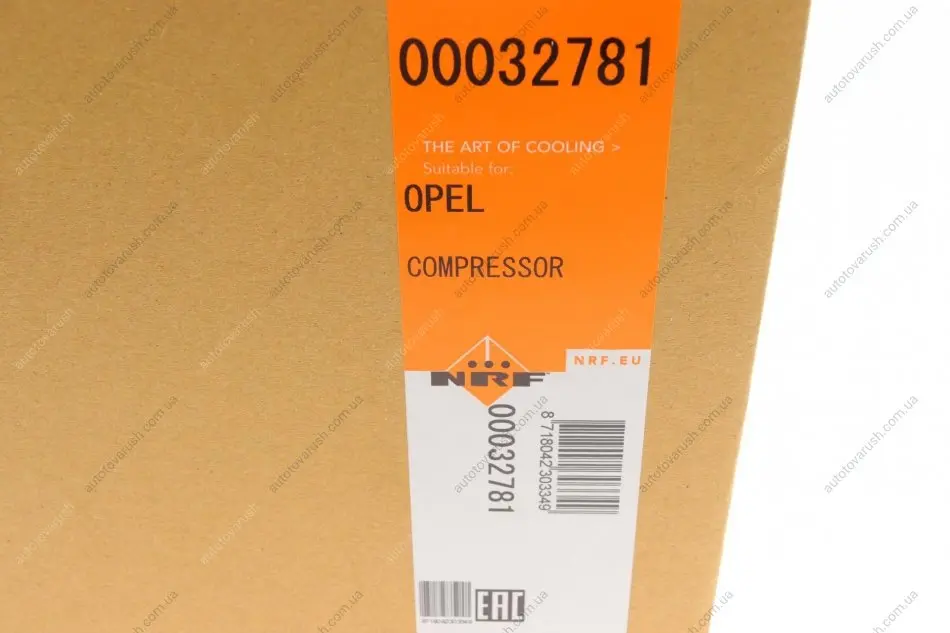 00032781
THE ART OF COOLING >
Suitable for:
OPEL
COMPRESSOR
NRF.EU
NRF
00032781
8 718042 303349
EAC
autotovarush.com.ua